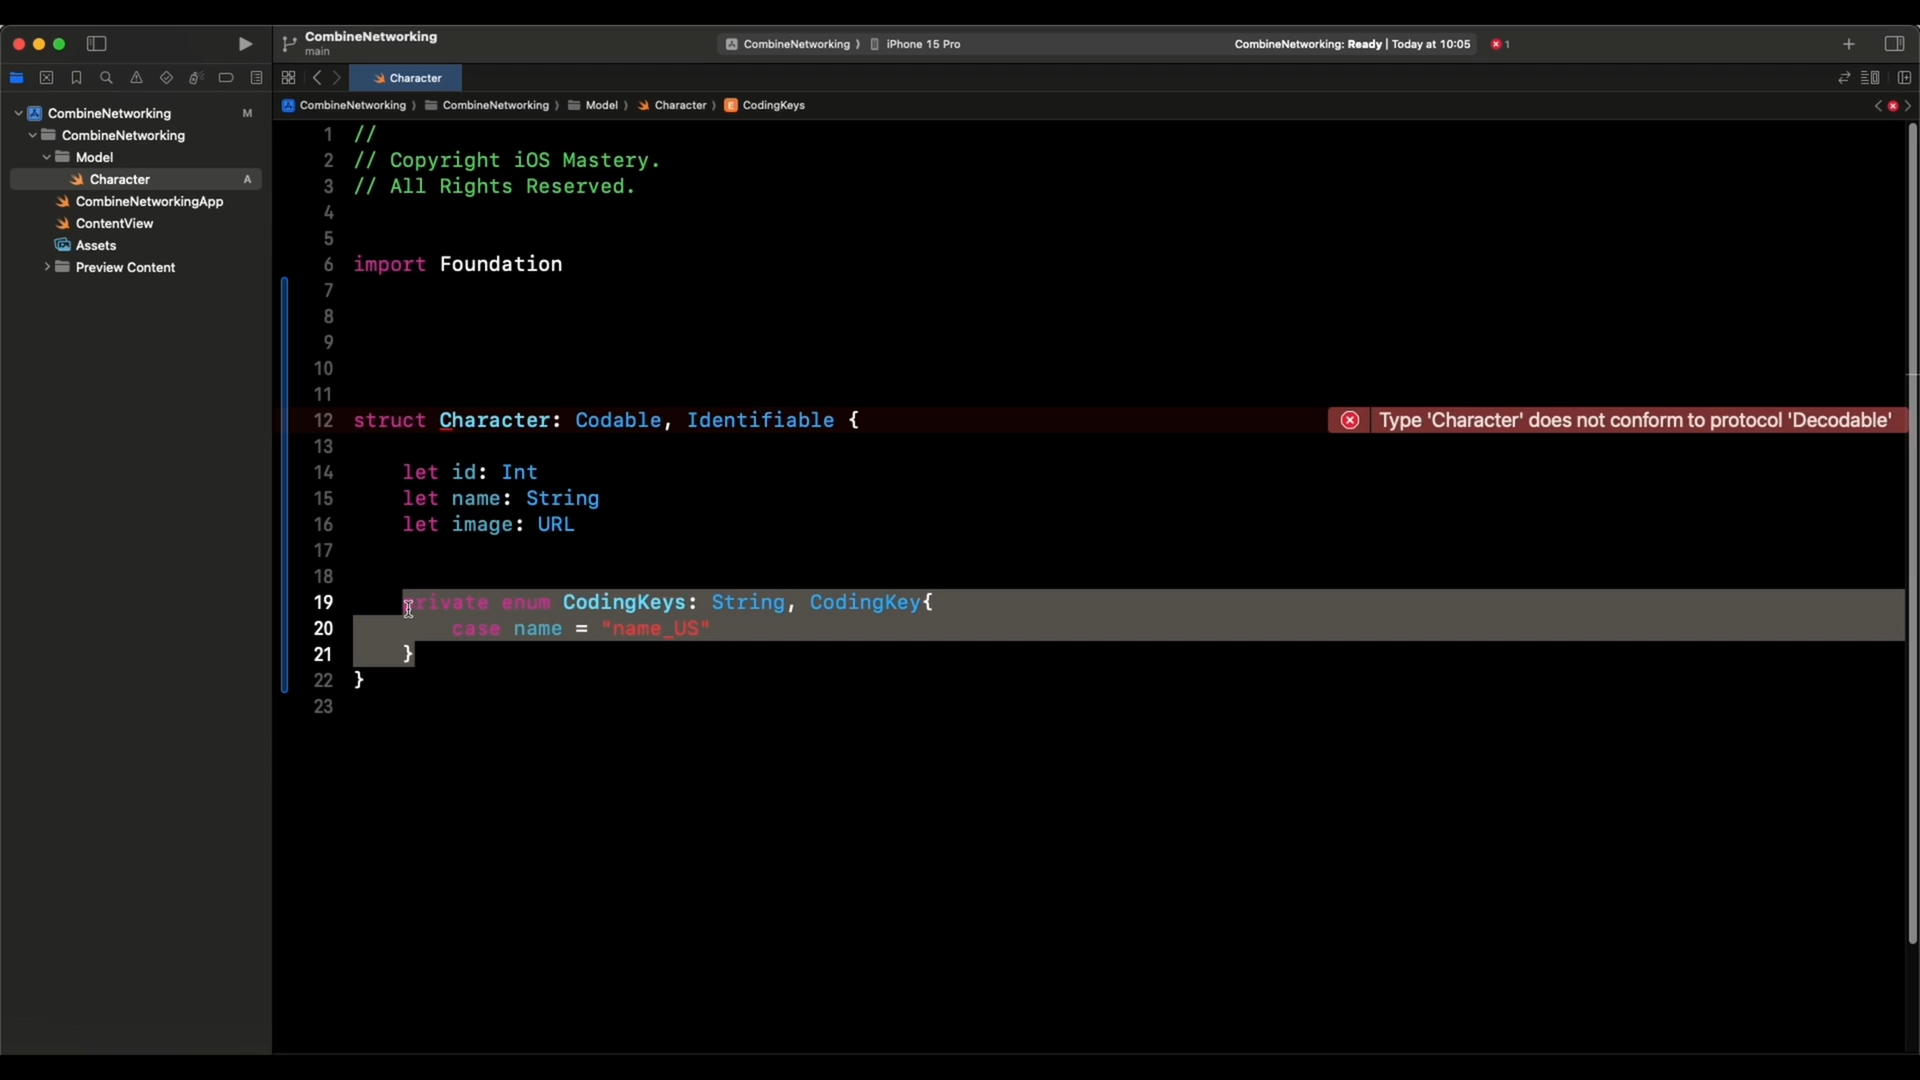 CombineNetworking
main
CombineNetworking
iPhone 15 Pro
CombineNetworking: Ready | Today at 10:05
1
Character
CombineNetworking
CombineNetworking
Model
Character
CodingKeys
CombineNetworking M
CombineNetworking
Model
Character A
CombineNetworkingApp
ContentView
Assets
Preview Content
1 //
2 // Copyright iOS Mastery.
3 // All Rights Reserved.
4
5
6 import Foundation
7
8
9
10
11
12 struct Character: Codable, Identifiable {
Type 'Character' does not conform to protocol 'Decodable'
13
14 let id: Int
15 let name: String
16 let image: URL
17
18
19 private enum CodingKeys: String, CodingKey{
20 case name = "name_US"
21 }
22 }
23